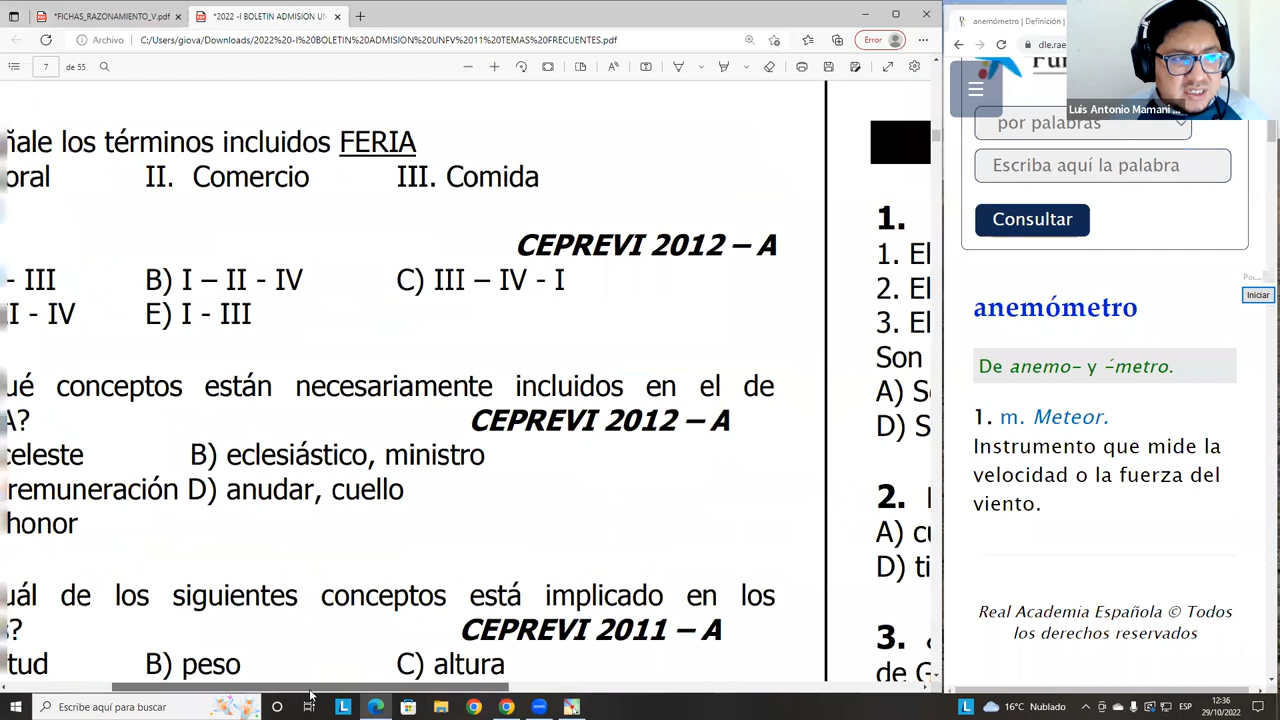 *FICHAS_RAZONAMIENTO_V.pdf
*2022 -I BOLETIN ADMISION UN
Archivo
C:/Users/giova/Downloads/2022%20-I%20BOLETIN%20ADMISION%20UNFV%2011%20TEMAS%20FRECUENTES.pdf
Error
7 de 55
ñale los términos incluidos FERIA
oral II. Comercio III. Comida
CEPREVI 2012 – A
- III B) I – II - IV C) III – IV - I
I - IV E) I - III
ué conceptos están necesariamente incluidos en el de
A?
CEPREVI 2012 – A
celeste B) eclesiástico, ministro
remuneración D) anudar, cuello
honor
uál de los siguientes conceptos está implicado en los
S?
CEPREVI 2011 – A
tud B) peso C) altura
1.
1. El
2. El
3. El
Son
A) S
D) S
2.
A) cu
D) ti
3.
de G
anemómetro | Definición |
dle.rae
Luis Antonio Mamani
por palabras
Escriba aquí la palabra
Consultar
Iniciar
anemómetro
De anemo- y -́metro.
1. m. Meteor.
Instrumento que mide la
velocidad o la fuerza del
viento.
Real Academia Española © Todos
los derechos reservados
Escribe aquí para buscar
16°C Nublado
ESP
12:36
29/10/2022